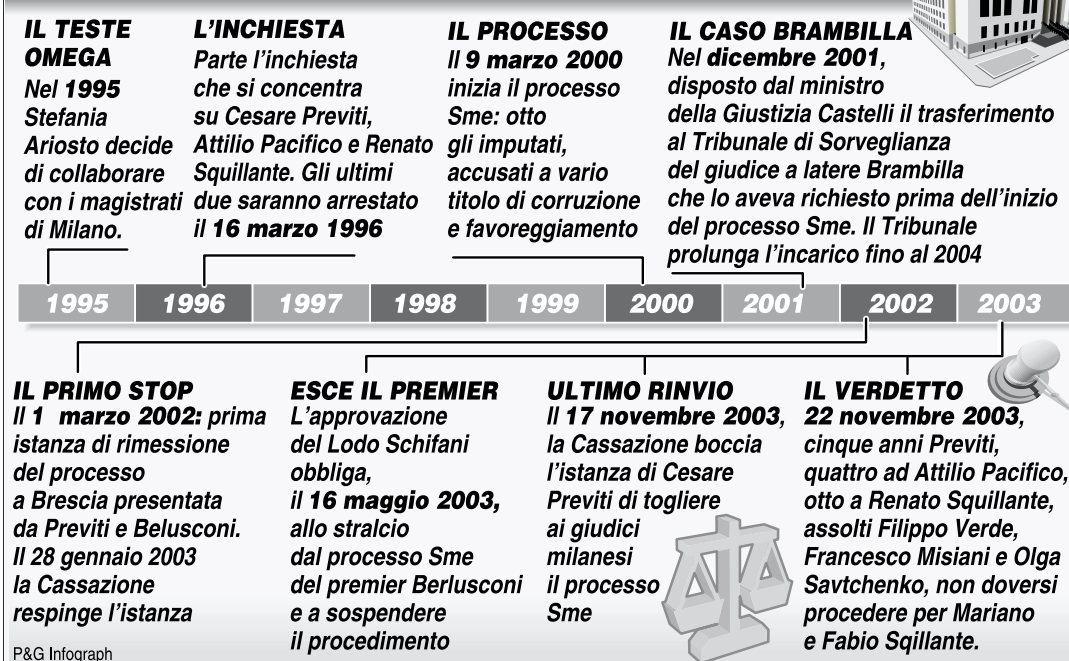 IL TESTE
OMEGA
Nel 1995
Stefania
Ariosto decide
di collaborare
con i magistrati
di Milano.
L'INCHIESTA
Parte l'inchiesta
che si concentra
su Cesare Previti,
Attilio Pacifico e Renato
Squillante. Gli ultimi
due saranno arrestato
il 16 marzo 1996
IL PROCESSO
Il 9 marzo 2000
inizia il processo
Sme: otto
gli imputati,
accusati a vario
titolo di corruzione
e favoreggiamento
IL CASO BRAMBILLA
Nel dicembre 2001,
disposto dal ministro
della Giustizia Castelli il trasferimento
al Tribunale di Sorveglianza
del giudice a latere Brambilla
che lo aveva richiesto prima dell'inizio
del processo Sme. Il Tribunale
prolunga l'incarico fino al 2004
1995 1996 1997 1998 1999 2000 2001 2002 2003
IL PRIMO STOP
Il 1 marzo 2002: prima
istanza di rimessione
del processo
a Brescia presentata
da Previti e Belusconi.
Il 28 gennaio 2003
la Cassazione
respinge l'istanza
ESCE IL PREMIER
L'approvazione
del Lodo Schifani
obbliga,
il 16 maggio 2003,
allo stralcio
dal processo Sme
del premier Berlusconi
e a sospendere
il procedimento
ULTIMO RINVIO
Il 17 novembre 2003,
la Cassazione boccia
l'istanza di Cesare
Previti di togliere
ai giudici
milanesi
il processo
Sme
IL VERDETTO
22 novembre 2003,
cinque anni Previti,
quattro ad Attilio Pacifico,
otto a Renato Squillante,
assolti Filippo Verde,
Francesco Misiani e Olga
Savtchenko, non doversi
procedere per Mariano
e Fabio Sqillante.
P&G Infograph